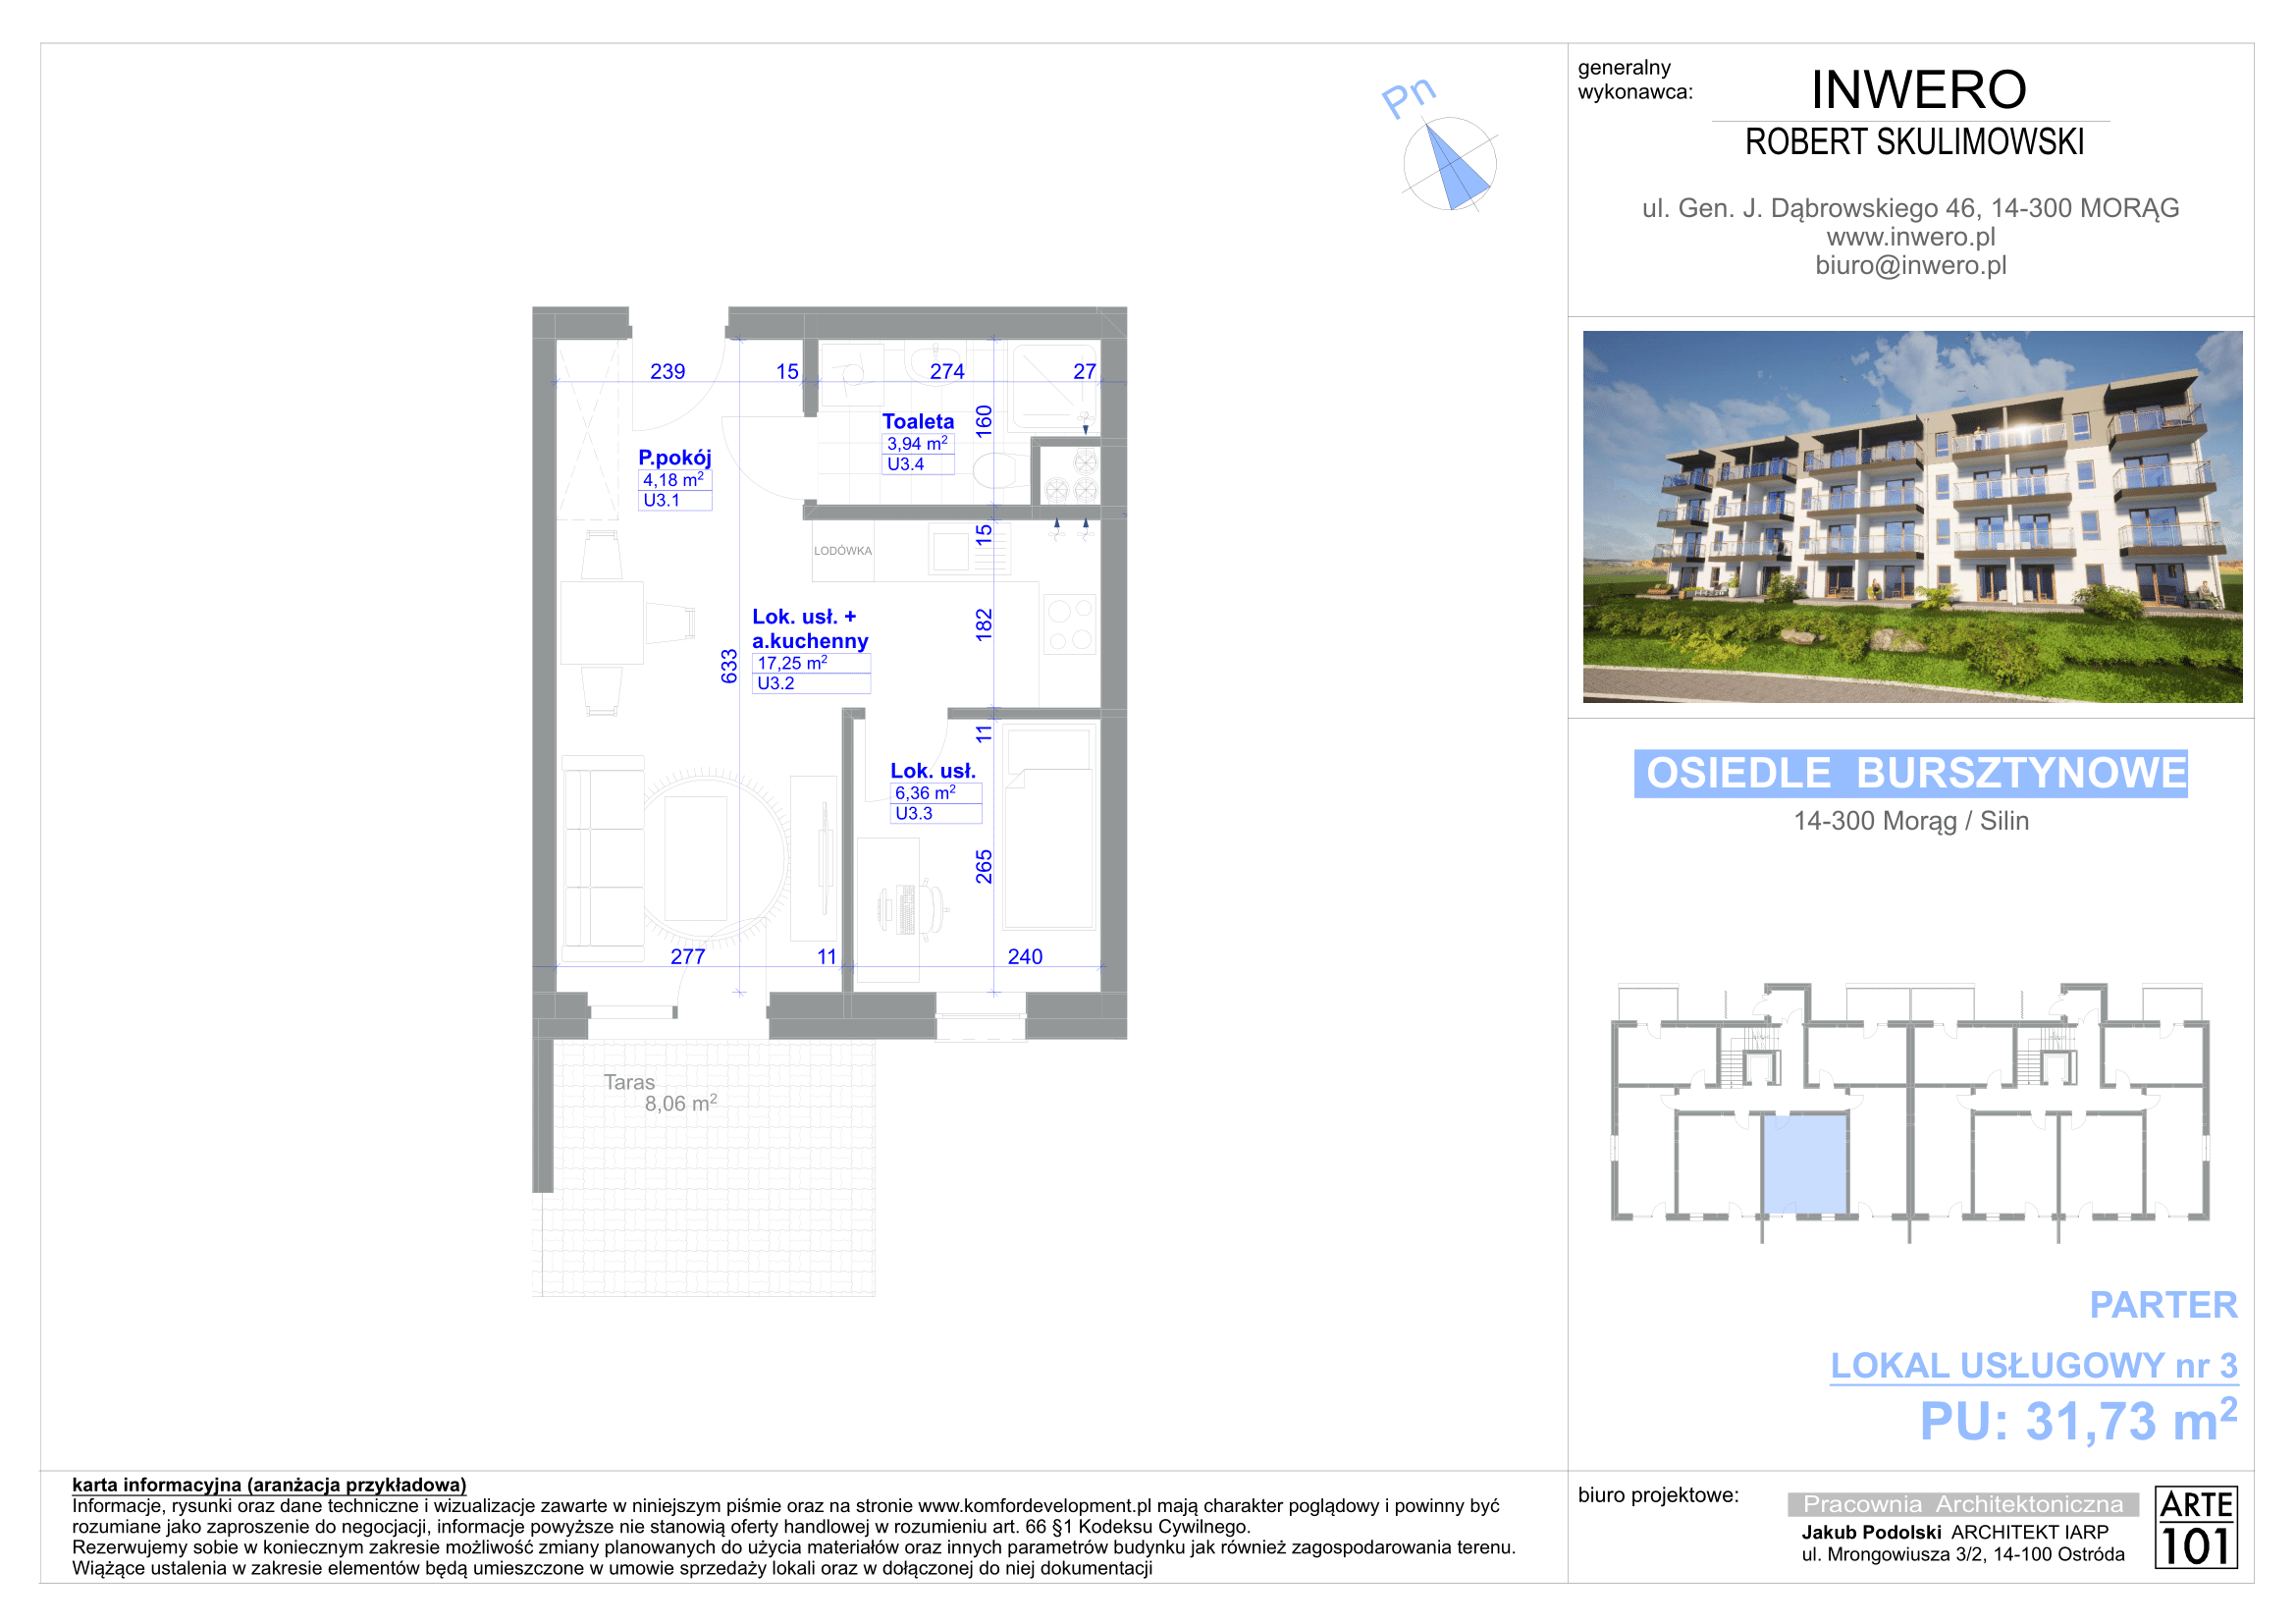 Pn
239
15
274
27
160
Toaleta
3,94 m²
U3.4
P.pokój
4,18 m²
U3.1
LODÓWKA
15
Lok. usł. +
a.kuchenny
17,25 m²
U3.2
182
633
11
Lok. usł.
6,36 m²
U3.3
265
277
11
240
Taras
8,06 m²
generalny
wykonawca:
INWERO
ROBERT SKULIMOWSKI
ul. Gen. J. Dąbrowskiego 46, 14-300 MORĄG
www.inwero.pl
biuro@inwero.pl
OSIEDLE BURSZTYNOWE
14-300 Morąg / Silin
PARTER
LOKAL USŁUGOWY nr 3
PU: 31,73 m²
karta informacyjna (aranżacja przykładowa)
Informacje, rysunki oraz dane techniczne i wizualizacje zawarte w niniejszym piśmie oraz na stronie www.komfordevelopment.pl mają charakter poglądowy i powinny być
rozumiane jako zaproszenie do negocjacji, informacje powyższe nie stanowią oferty handlowej w rozumieniu art. 66 §1 Kodeksu Cywilnego.
Rezerwujemy sobie w koniecznym zakresie możliwość zmiany planowanych do użycia materiałów oraz innych parametrów budynku jak również zagospodarowania terenu.
Wiążące ustalenia w zakresie elementów będą umieszczone w umowie sprzedaży lokali oraz w dołączonej do niej dokumentacji
biuro projektowe:
Pracownia Architektoniczna
Jakub Podolski ARCHITEKT IARP
ul. Mrongowiusza 3/2, 14-100 Ostróda
ARTE
101